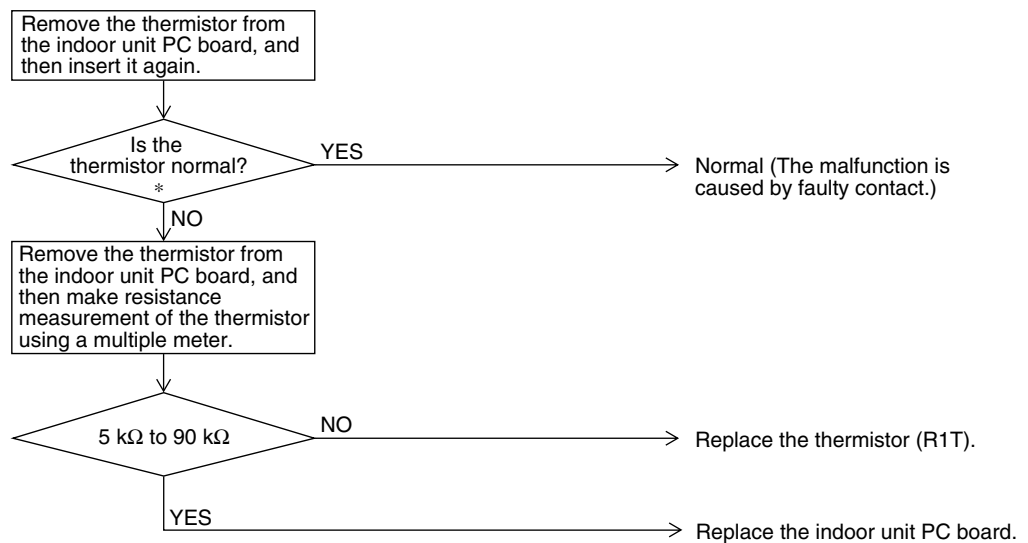 Remove the thermistor from
the indoor unit PC board, and
then insert it again.
Is the
thermistor normal?
*
YES
Normal (The malfunction is
caused by faulty contact.)
NO
Remove the thermistor from
the indoor unit PC board, and
then make resistance
measurement of the thermistor
using a multiple meter.
5 kΩ to 90 kΩ
NO
Replace the thermistor (R1T).
YES
Replace the indoor unit PC board.